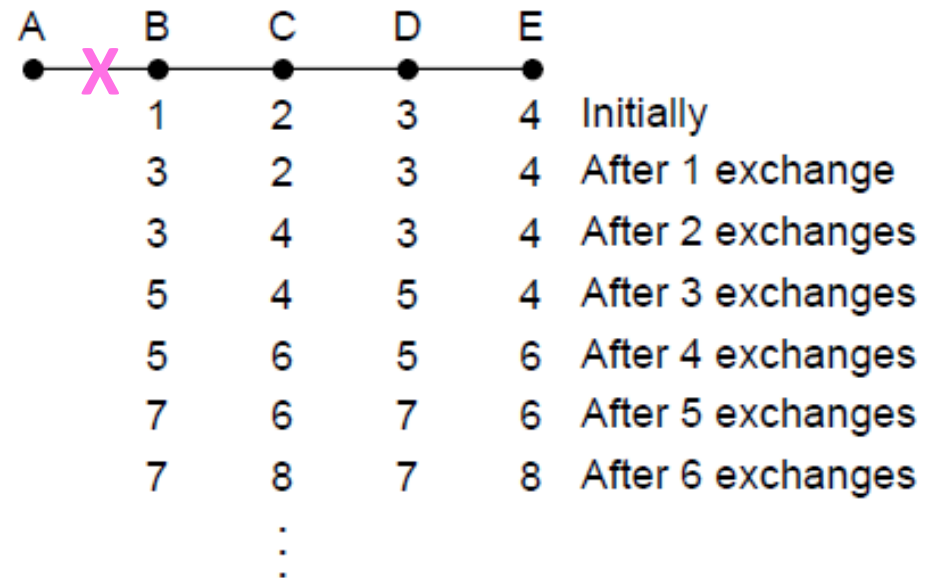 A B C D E
X
1 2 3 4 Initially
3 2 3 4 After 1 exchange
3 4 3 4 After 2 exchanges
5 4 5 4 After 3 exchanges
5 6 5 6 After 4 exchanges
7 6 7 6 After 5 exchanges
7 8 7 8 After 6 exchanges
⋮